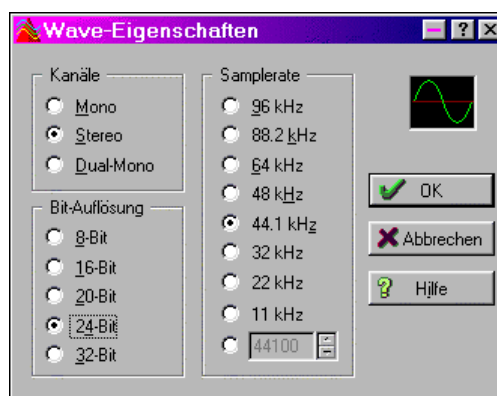 Wave-Eigenschaften
Kanäle
Mono
Stereo
Dual-Mono
Bit-Auflösung
8-Bit
16-Bit
20-Bit
24-Bit
32-Bit
Samplerate
96 kHz
88.2 kHz
64 kHz
48 kHz
44.1 kHz
32 kHz
22 kHz
11 kHz
44100
OK
Abbrechen
Hilfe